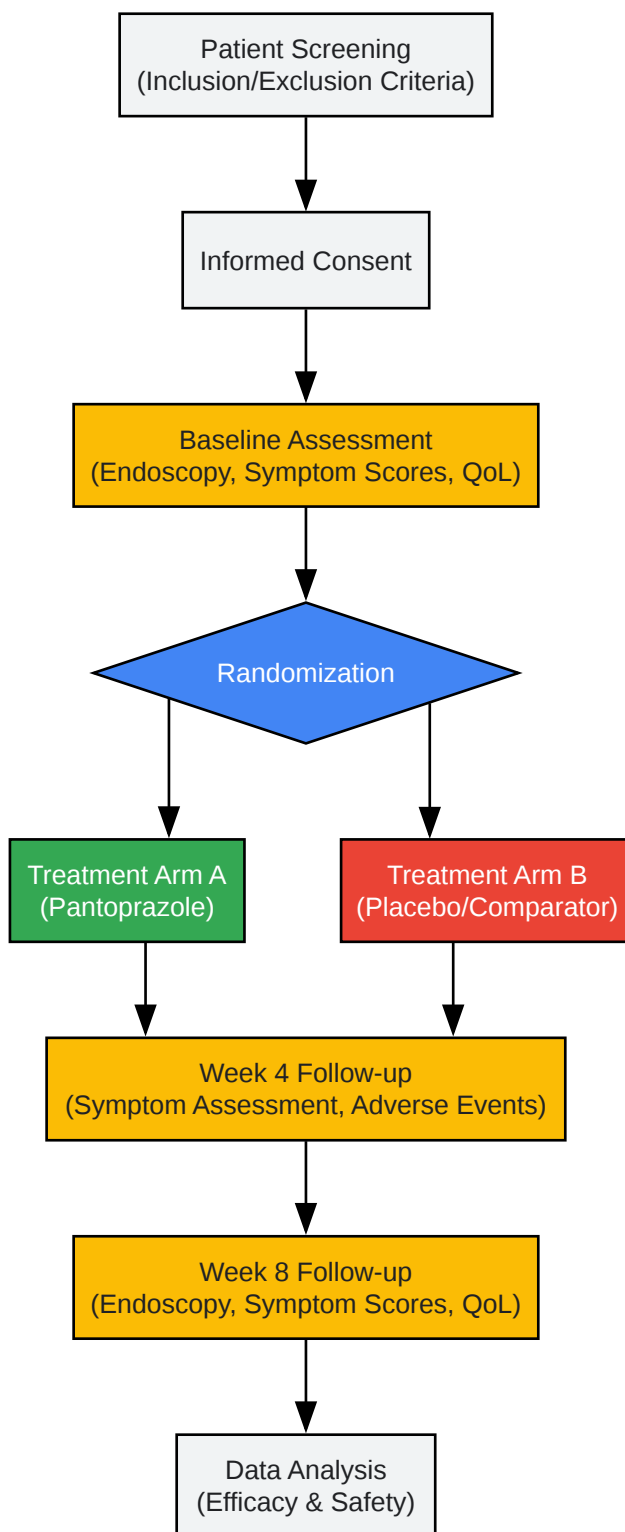 Patient Screening
(Inclusion/Exclusion Criteria)
Informed Consent
Baseline Assessment
(Endoscopy, Symptom Scores, QoL)
Randomization
Treatment Arm A
(Pantoprazole)
Treatment Arm B
(Placebo/Comparator)
Week 4 Follow-up
(Symptom Assessment, Adverse Events)
Week 8 Follow-up
(Endoscopy, Symptom Scores, QoL)
Data Analysis
(Efficacy & Safety)